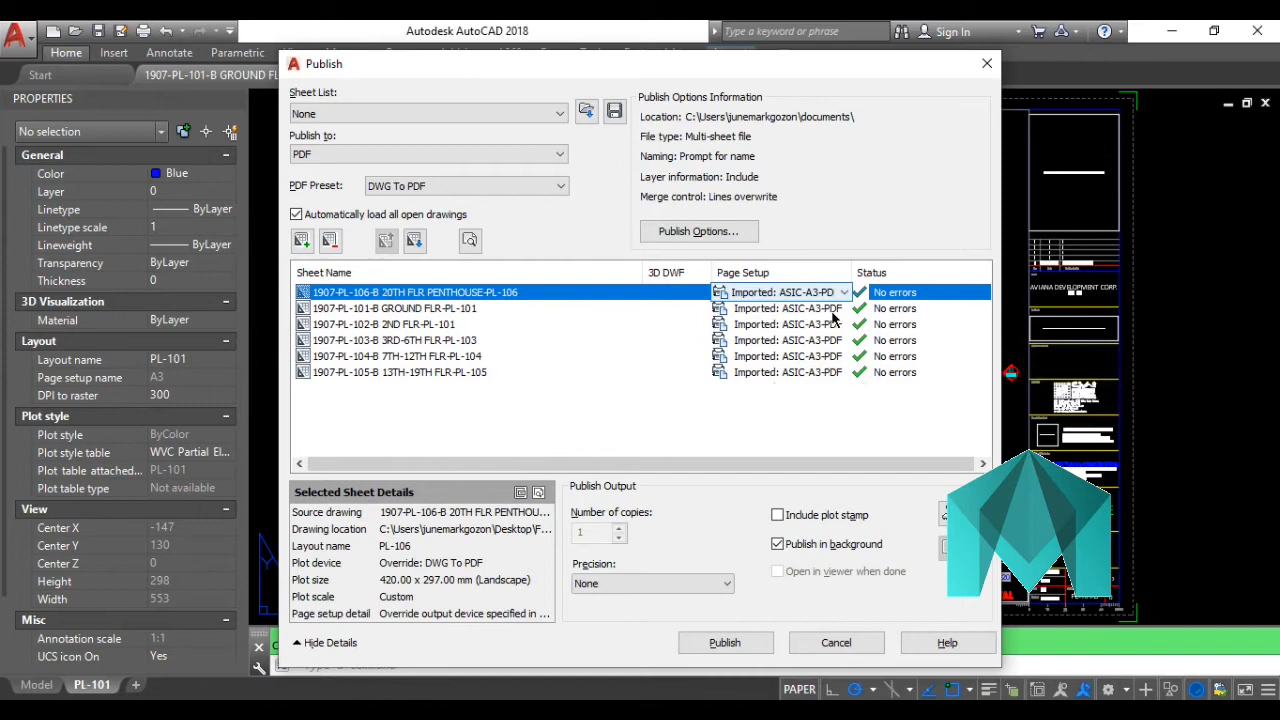 Autodesk AutoCAD 2018
Type a keyword or phrase
Sign In
Home
Insert
Annotate
Parametric
Start
1907-PL-101-B GROUND FL
PROPERTIES
No selection
General
Color Blue
Layer 0
Linetype ByLayer
Linetype scale 1
Lineweight ByLayer
Transparency ByLayer
Thickness 0
3D Visualization
Material ByLayer
Layout
Layout name PL-101
Page setup name A3
DPI to raster 300
Plot style
Plot style ByColor
Plot style table WVC Partial El...
Plot table attached... PL-101
Plot table type Not available
View
Center X -147
Center Y 130
Center Z 0
Height 298
Width 553
Misc
Annotation scale 1:1
UCS icon On Yes
Model
PL-101
Publish
Sheet List:
None
Publish to:
PDF
PDF Preset: DWG To PDF
Automatically load all open drawings
Publish Options Information
Location: C:\Users\junemarkgozon\documents\
File type: Multi-sheet file
Naming: Prompt for name
Layer information: Include
Merge control: Lines overwrite
Publish Options...
Sheet Name 3D DWF Page Setup Status
1907-PL-106-B 20TH FLR PENTHOUSE-PL-106 Imported: ASIC-A3-PD No errors
1907-PL-101-B GROUND FLR-PL-101 Imported: ASIC-A3-PDF No errors
1907-PL-102-B 2ND FLR-PL-101 Imported: ASIC-A3-PDF No errors
1907-PL-103-B 3RD-6TH FLR-PL-103 Imported: ASIC-A3-PDF No errors
1907-PL-104-B 7TH-12TH FLR-PL-104 Imported: ASIC-A3-PDF No errors
1907-PL-105-B 13TH-19TH FLR-PL-105 Imported: ASIC-A3-PDF No errors
Selected Sheet Details
Source drawing 1907-PL-106-B 20TH FLR PENTHOU...
Drawing location C:\Users\junemarkgozon\Desktop\F...
Layout name PL-106
Plot device Override: DWG To PDF
Plot size 420.00 x 297.00 mm (Landscape)
Plot scale Custom
Page setup detail Override output device specified in ...
Hide Details
Publish Output
Number of copies:
1
Precision:
None
Include plot stamp
Publish in background
Open in viewer when done
Publish
Cancel
Help
AVIANA DEVELOPMENT CORP.
PAPER